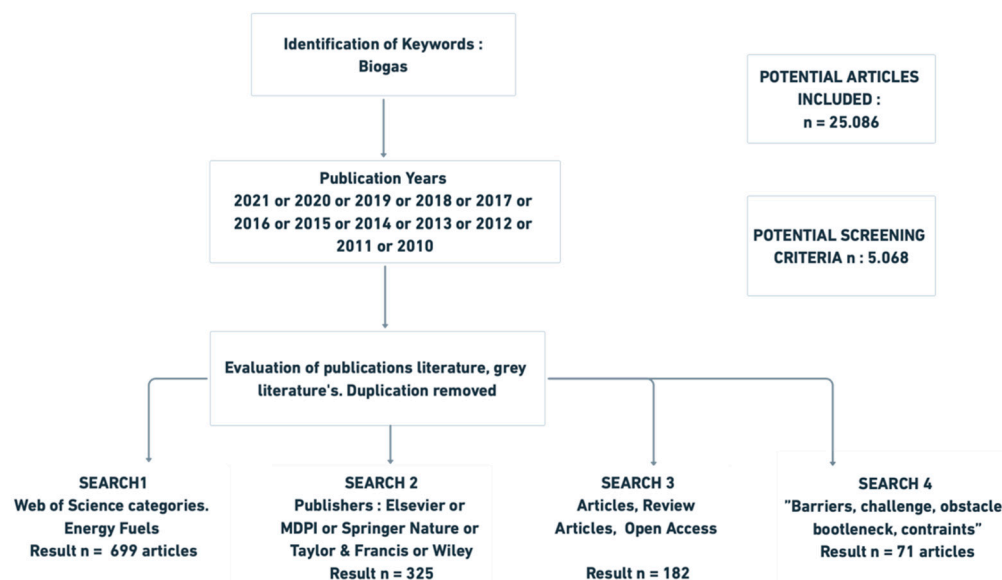 Identification of Keywords :
Biogas
POTENTIAL ARTICLES
INCLUDED :
n = 25.086
Publication Years
2021 or 2020 or 2019 or 2018 or 2017 or
2016 or 2015 or 2014 or 2013 or 2012 or
2011 or 2010
POTENTIAL SCREENING
CRITERIA n : 5.068
Evaluation of publications literature, grey
literature's. Duplication removed
SEARCH1
Web of Science categories.
Energy Fuels
Result n = 699 articles
SEARCH 2
Publishers : Elsevier or
MDPI or Springer Nature or
Taylor & Francis or Wiley
Result n = 325
SEARCH 3
Articles, Review
Articles, Open Access
Result n = 182
SEARCH 4
"Barriers, challenge, obstacle
bootleneck, contraints"
Result n = 71 articles